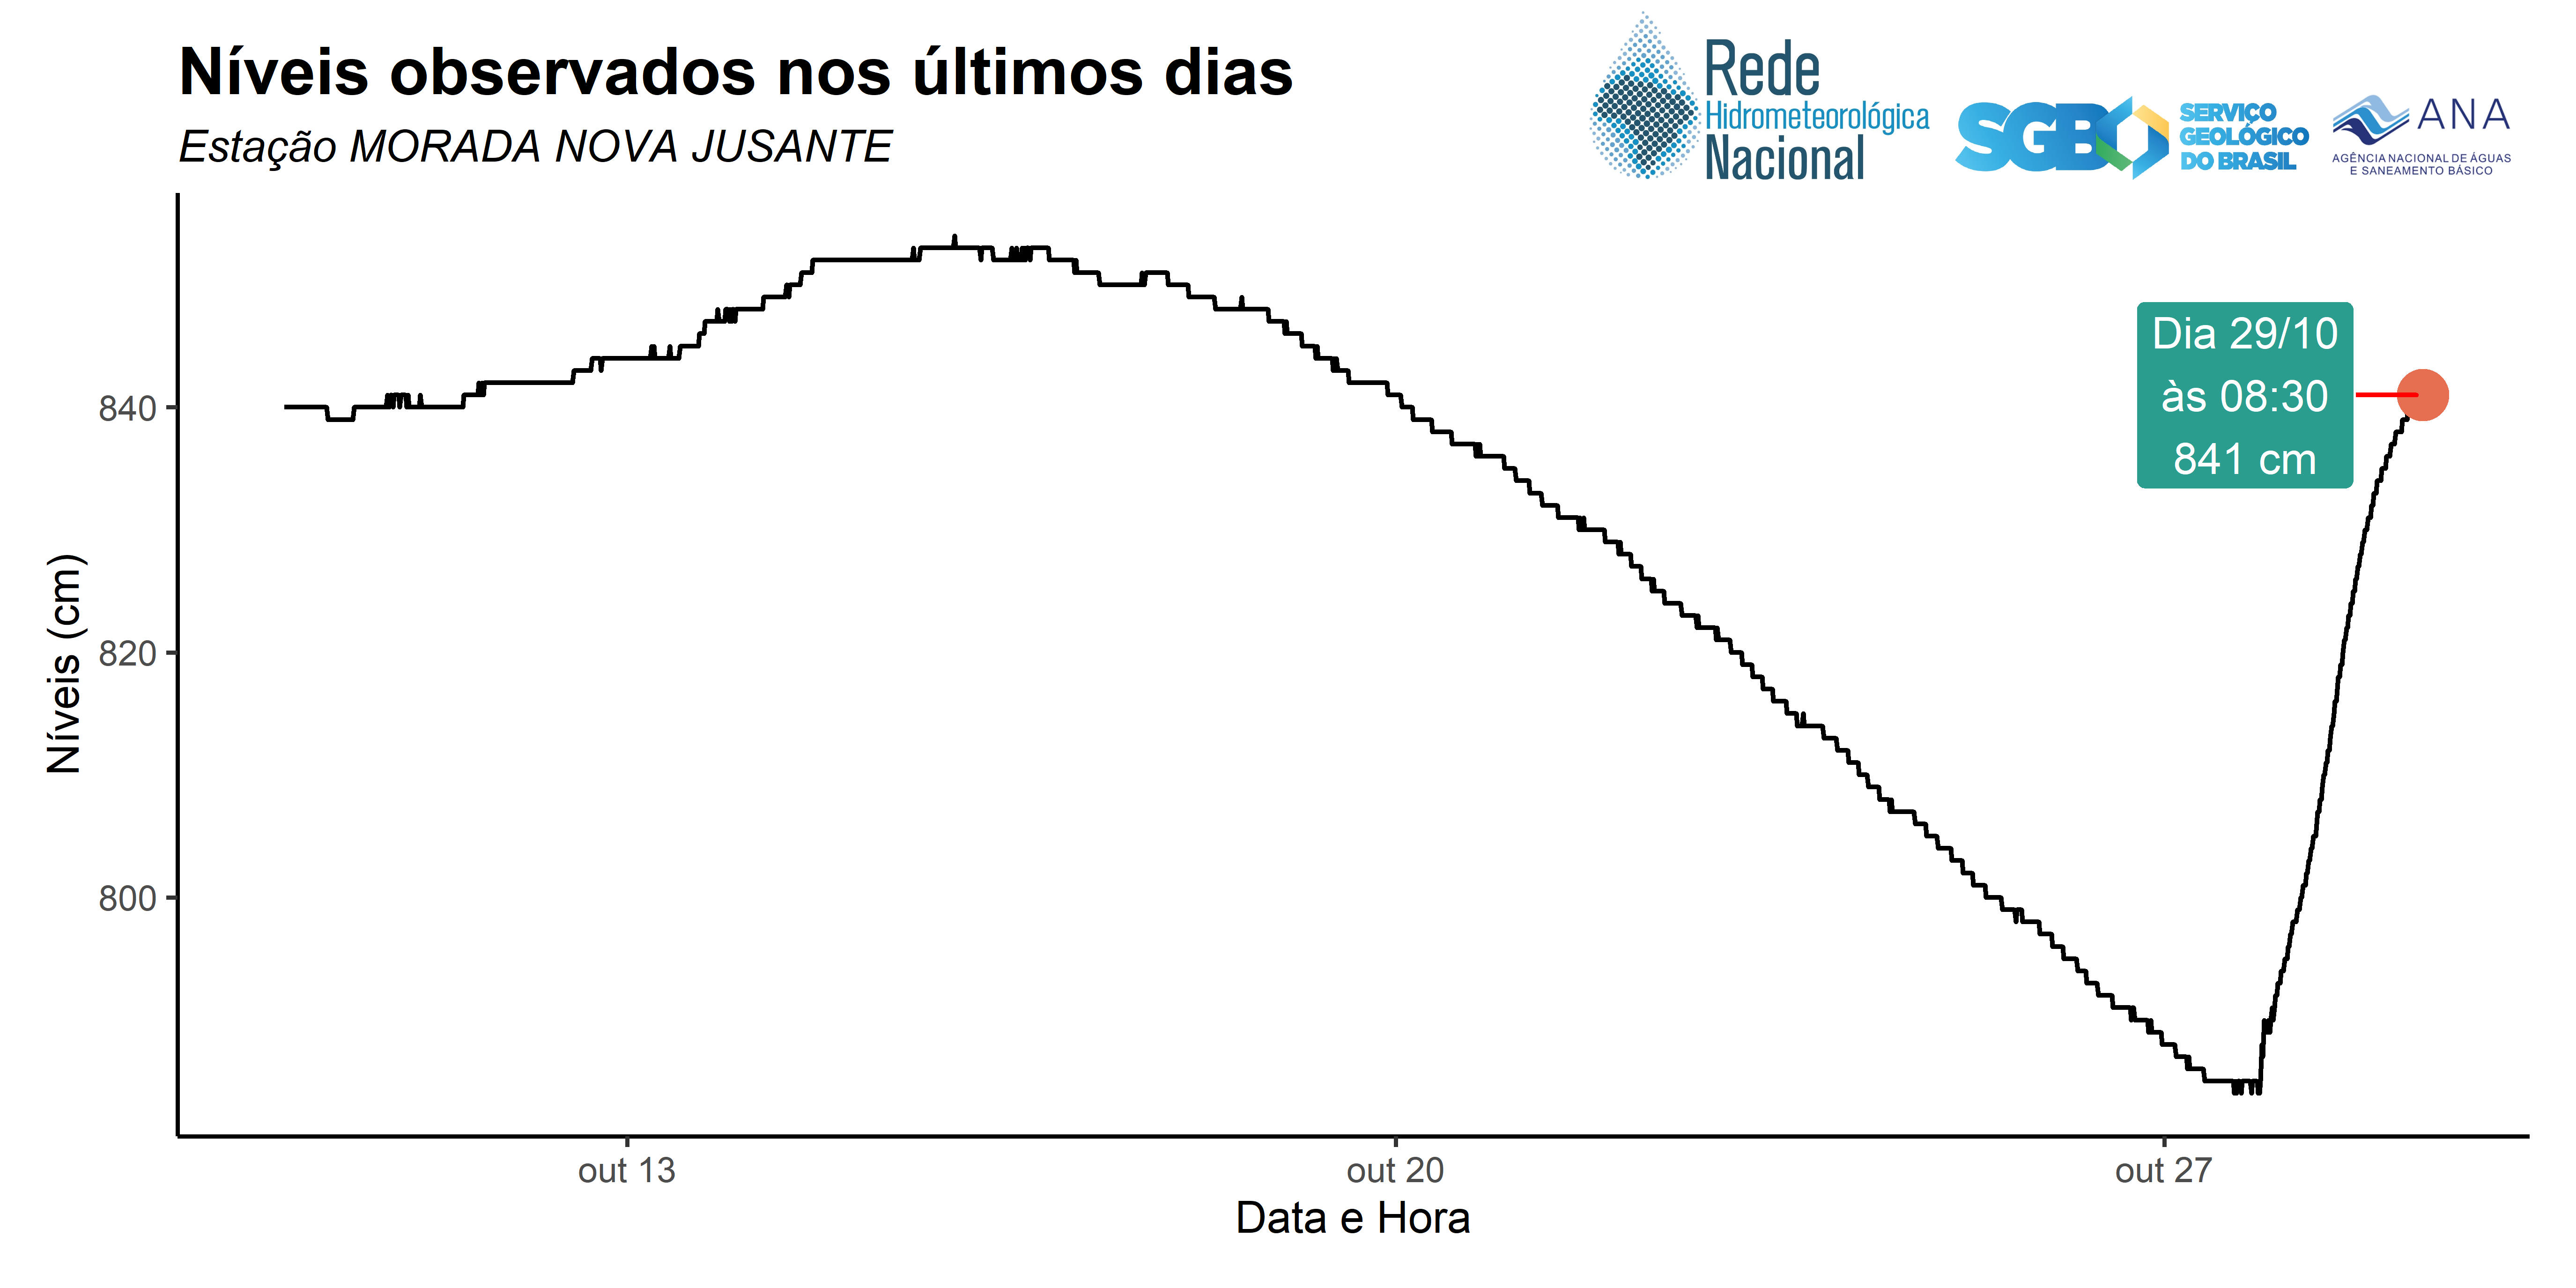 Níveis observados nos últimos dias
Estação MORADA NOVA JUSANTE
Rede
Hidrometeorológica
Nacional
SGB
SERVIÇO
GEOLÓGICO
DO BRASIL
ANA
AGÊNCIA NACIONAL DE ÁGUAS
E SANEAMENTO BÁSICO
Níveis (cm)
840
820
800
Dia 29/10
às 08:30
841 cm
out 13
out 20
out 27
Data e Hora